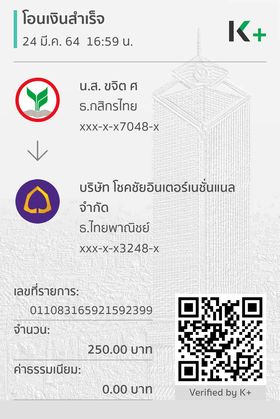 โอนเงินสำเร็จ
24 มี.ค. 64 16:59 น.
K+
น.ส. ขจิต ศ
ธ.กสิกรไทย
xxx-x-x7048-x
บริษัท โชคชัยอินเตอร์เนชั่นแนล
จำกัด
ธ.ไทยพาณิชย์
xxx-x-x3248-x
เลขที่รายการ:
011083165921592399
จำนวน:
250.00 บาท
ค่าธรรมเนียม:
0.00 บาท
Verified by K+